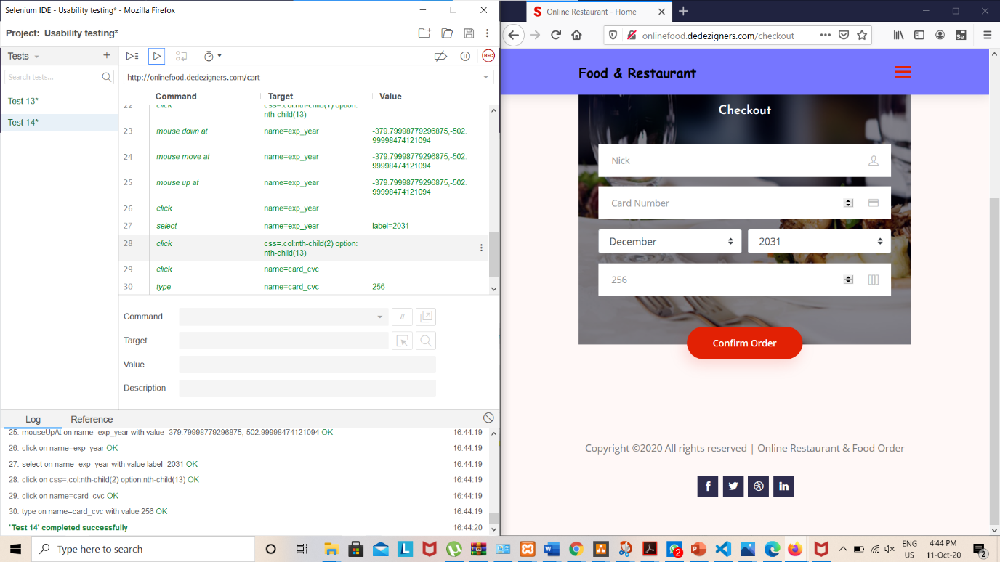 Selenium IDE - Usability testing* - Mozilla Firefox
Project: Usability testing*
Tests
Search tests...
Test 13*
Test 14*
REC
http://onlinefood.dedezigners.com/cart
Command Target Value
22 click css=.col:nth-child(1) option:
nth-child(13)
23 mouse down at name=exp_year -379.79998779296875,-502.
99998474121094
24 mouse move at name=exp_year -379.79998779296875,-502.
99998474121094
25 mouse up at name=exp_year -379.79998779296875,-502.
99998474121094
26 click name=exp_year
27 select name=exp_year label=2031
28 click css=.col:nth-child(2) option:
nth-child(13)
29 click name=card_cvc
30 type name=card_cvc 256
Command //
Target
Value
Description
Log Reference
25. mouseUpAt on name=exp_year with value -379.79998779296875,-502.99998474121094 OK 16:44:19
26. click on name=exp_year OK 16:44:19
27. select on name=exp_year with value label=2031 OK 16:44:19
28. click on css=.col:nth-child(2) option:nth-child(13) OK 16:44:19
29. click on name=card_cvc OK 16:44:19
30. type on name=card_cvc with value 256 OK 16:44:19
'Test 14' completed successfully 16:44:20
S Online Restaurant - Home
onlinefood.dedezigners.com/checkout
Se
Food & Restaurant
Checkout
Nick
Card Number
December 2031
256
Confirm Order
Copyright ©2020 All rights reserved | Online Restaurant & Food Order
f in
Type here to search
L
W
2
P
ENG
US
4:44 PM
11-Oct-20
2